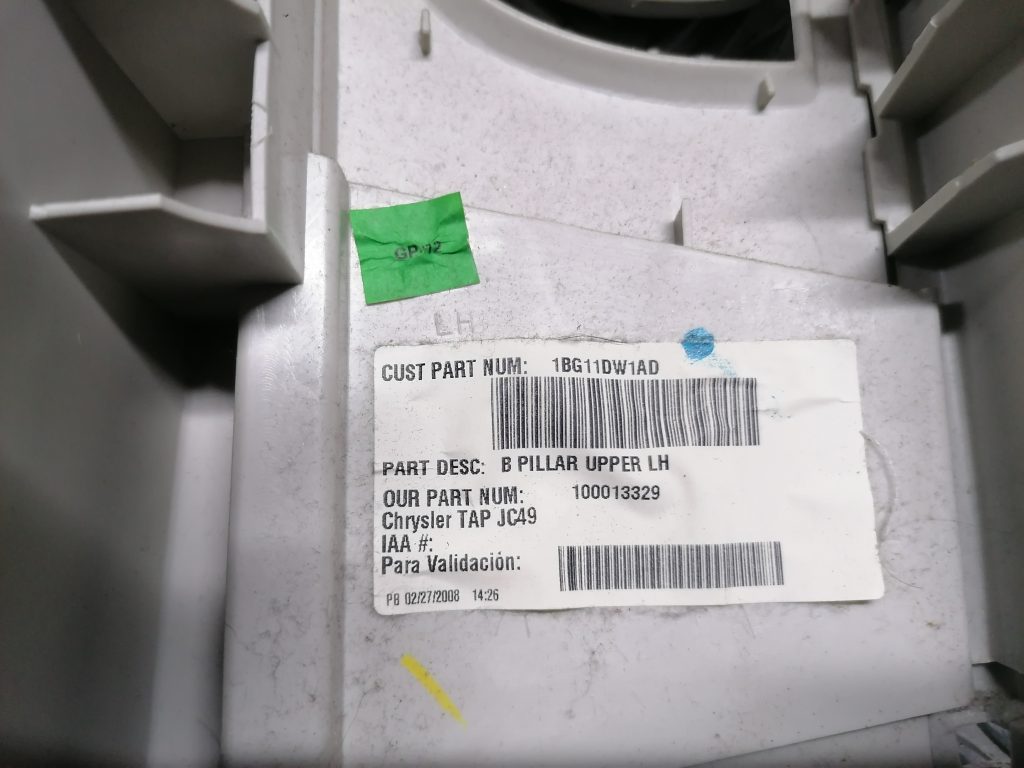 LH
CUST PART NUM: 1BG11DW1AD
PART DESC: B PILLAR UPPER LH
OUR PART NUM: 100013329
Chrysler TAP JC49
IAA #:
Para Validación:
PB 02/27/2008 14:26